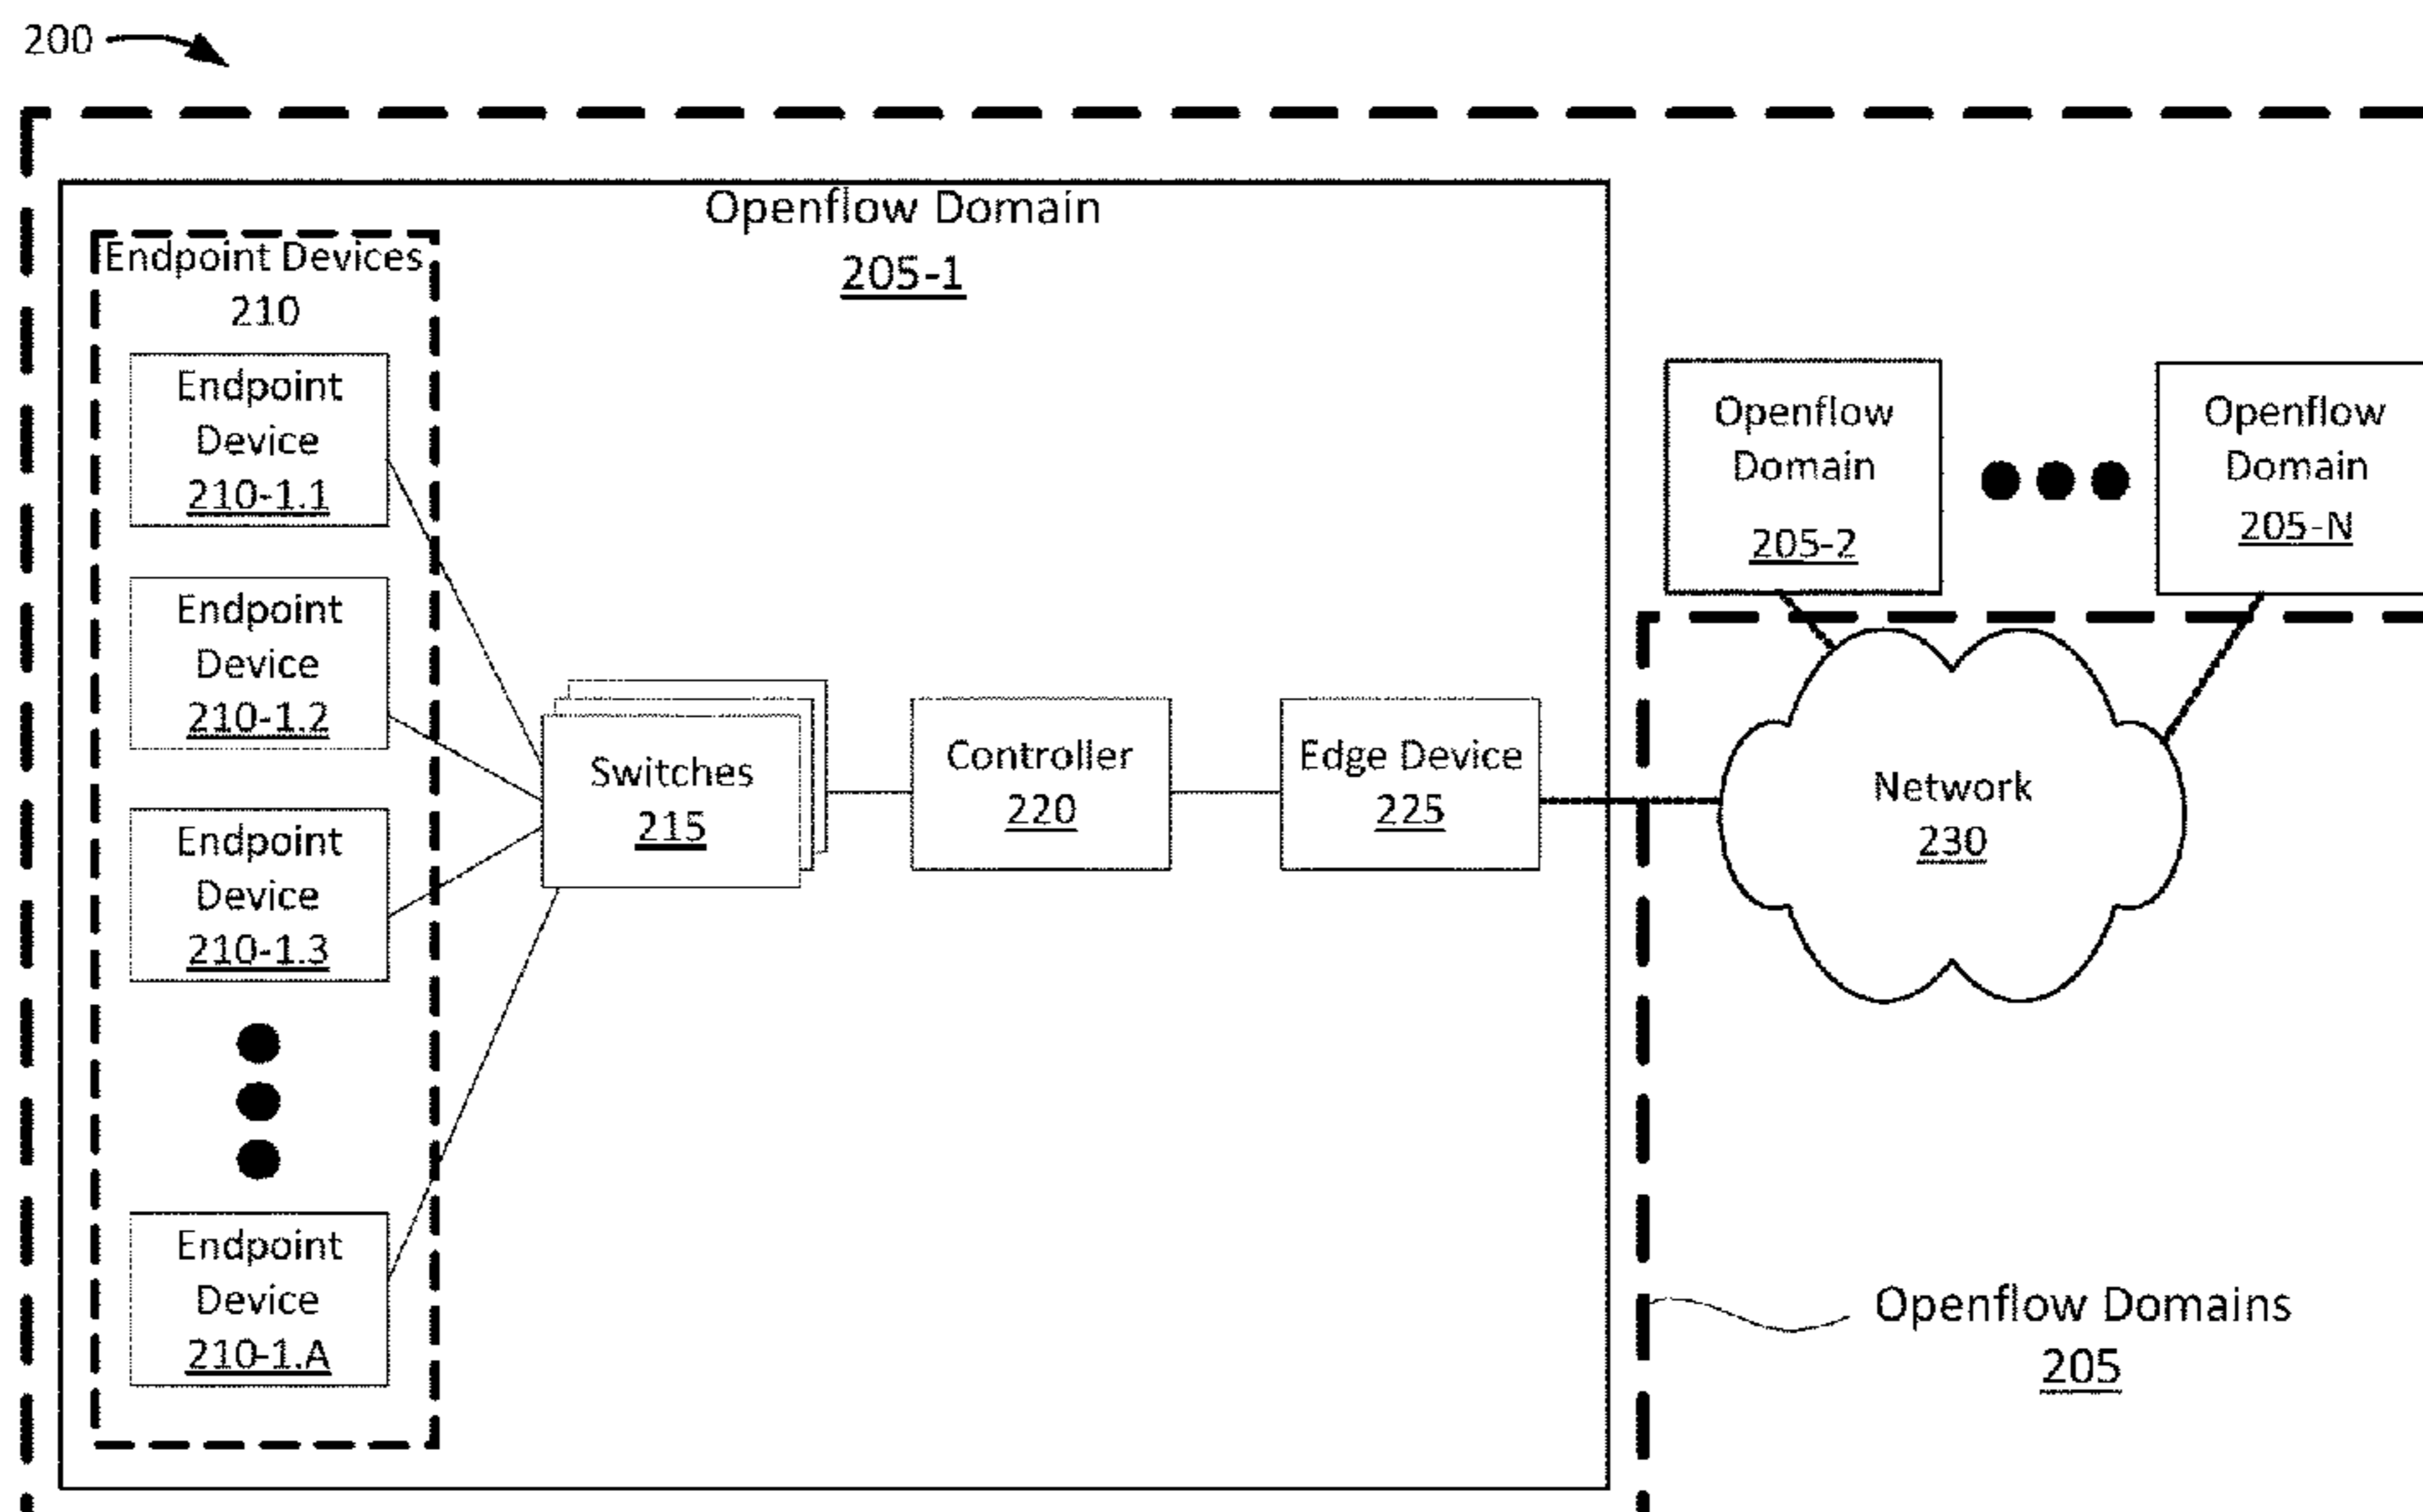 200
Openflow Domain
205-1
Endpoint Devices
210
Endpoint
Device
210-1.1
Endpoint
Device
210-1.2
Endpoint
Device
210-1.3
Endpoint
Device
210-1.A
Switches
215
Controller
220
Edge Device
225
Openflow
Domain
205-2
Openflow
Domain
205-N
Network
230
Openflow Domains
205